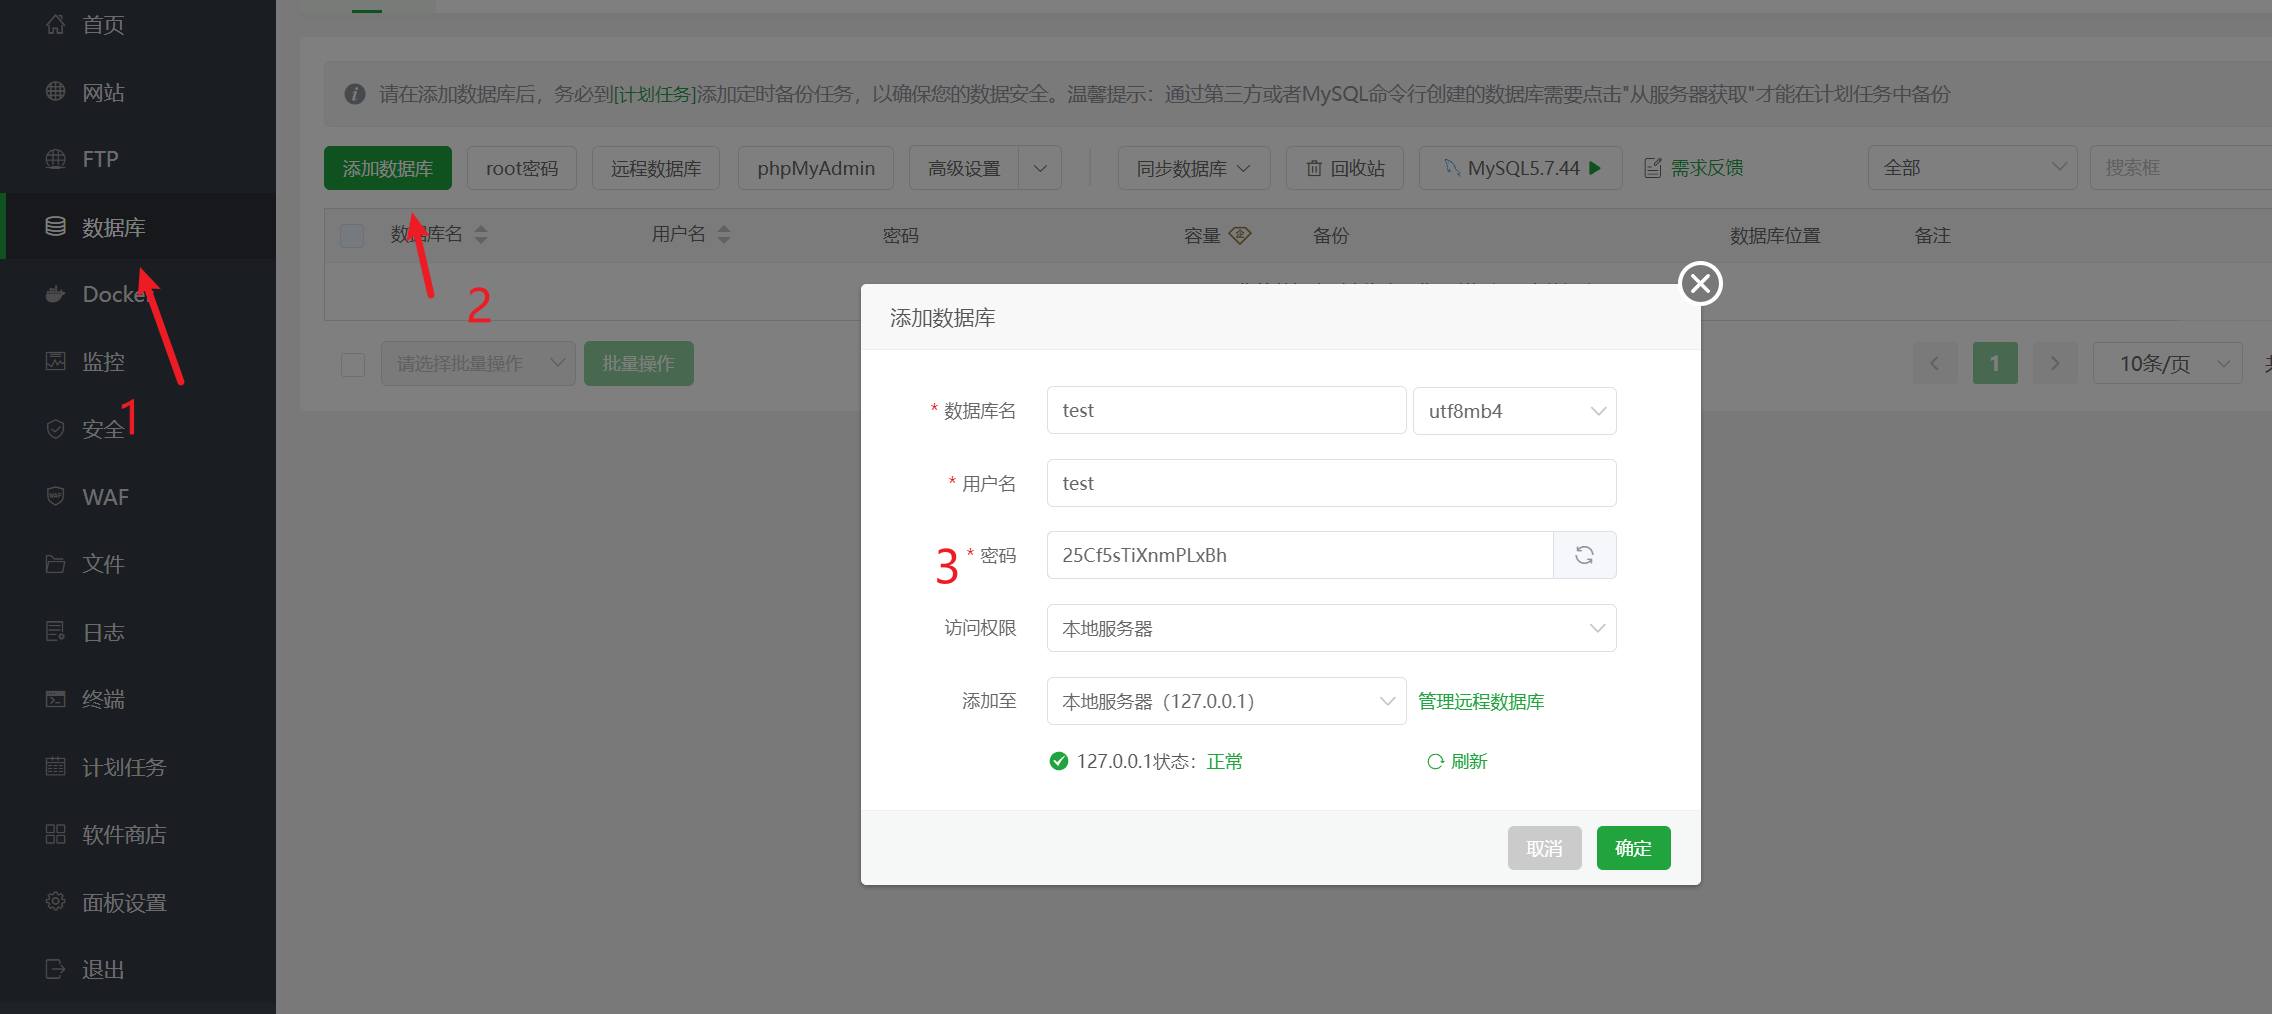 首页
网站
FTP
数据库
Docker
监控
安全
WAF
文件
日志
终端
计划任务
软件商店
面板设置
退出
1
请在添加数据库后，务必到[计划任务]添加定时备份任务，以确保您的数据安全。温馨提示：通过第三方或者MySQL命令行创建的数据库需要点击"从服务器获取"才能在计划任务中备份
添加数据库 root密码 远程数据库 phpMyAdmin 高级设置 同步数据库 回收站 MySQL5.7.44 需求反馈 全部 搜索框
数据库名 用户名 密码 容量 企 备份 数据库位置 备注
2
请选择批量操作 批量操作 1 10条/页
添加数据库
* 数据库名 test utf8mb4
* 用户名 test
3 * 密码 25Cf5sTiXnmPLxBh
访问权限 本地服务器
添加至 本地服务器（127.0.0.1） 管理远程数据库
127.0.0.1状态：正常 刷新
取消 确定